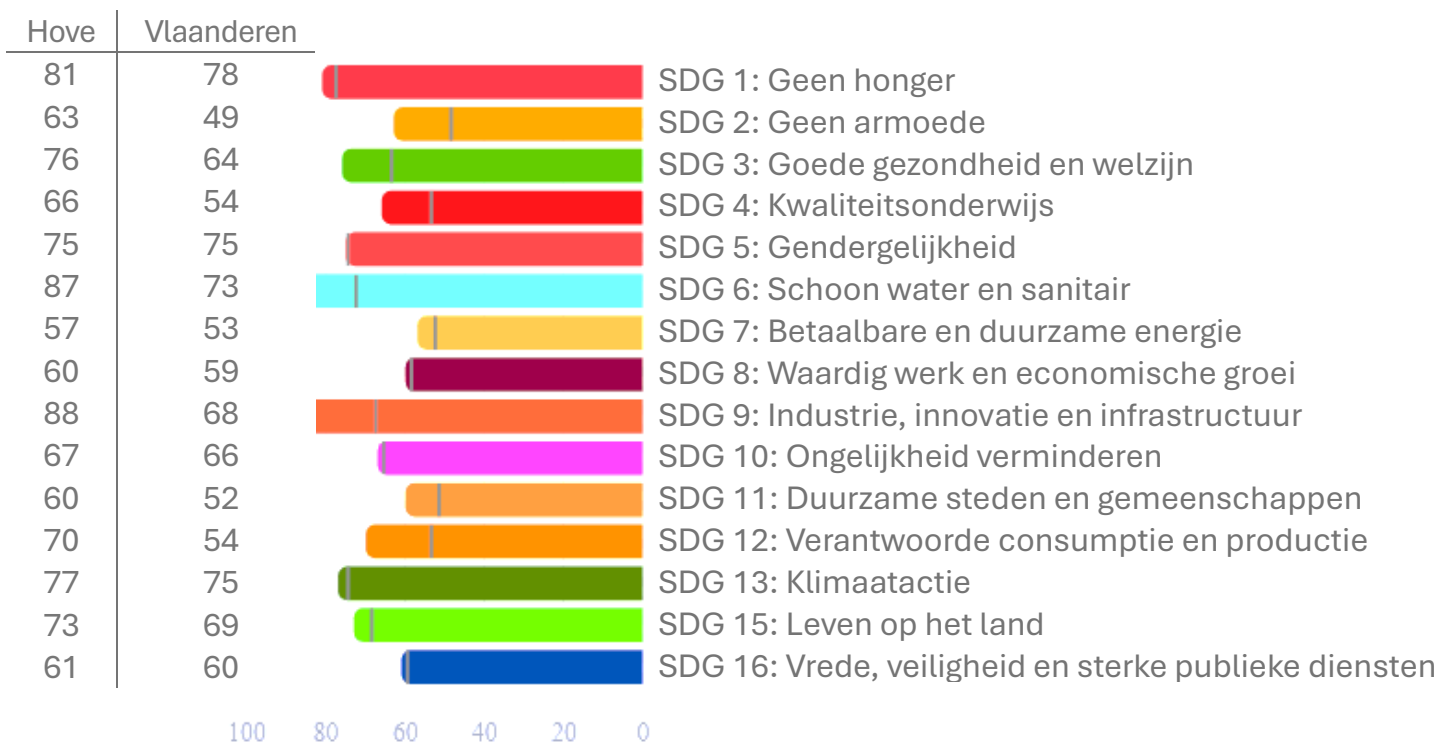 Hove Vlaanderen
81 78 SDG 1: Geen honger
63 49 SDG 2: Geen armoede
76 64 SDG 3: Goede gezondheid en welzijn
66 54 SDG 4: Kwaliteitsonderwijs
75 75 SDG 5: Gendergelijkheid
87 73 SDG 6: Schoon water en sanitair
57 53 SDG 7: Betaalbare en duurzame energie
60 59 SDG 8: Waardig werk en economische groei
88 68 SDG 9: Industrie, innovatie en infrastructuur
67 66 SDG 10: Ongelijkheid verminderen
60 52 SDG 11: Duurzame steden en gemeenschappen
70 54 SDG 12: Verantwoorde consumptie en productie
77 75 SDG 13: Klimaatactie
73 69 SDG 15: Leven op het land
61 60 SDG 16: Vrede, veiligheid en sterke publieke diensten
100 80 60 40 20 0